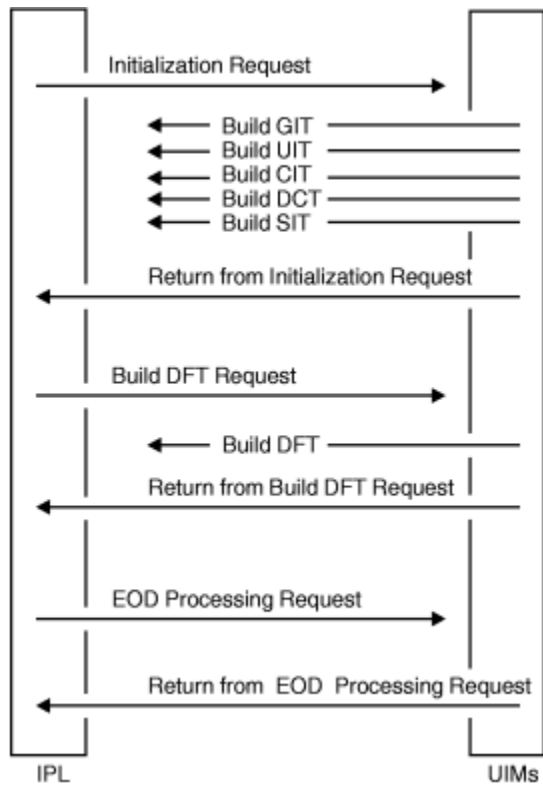 Initialization Request
Build GIT
Build UIT
Build CIT
Build DCT
Build SIT
Return from Initialization Request
Build DFT Request
Build DFT
Return from Build DFT Request
EOD Processing Request
Return from EOD Processing Request
IPL UIMs